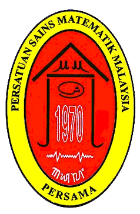 PERSATUAN SAINS MATEMATIK MALAYSIA
1970
PERSAMA